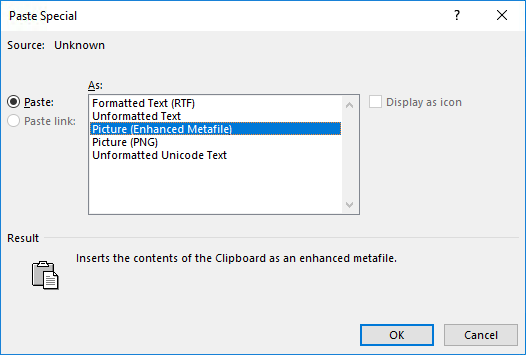 Paste Special
?
Source: Unknown
As:
Paste:
Paste link:
Formatted Text (RTF)
Unformatted Text
Picture (Enhanced Metafile)
Picture (PNG)
Unformatted Unicode Text
Display as icon
Result
Inserts the contents of the Clipboard as an enhanced metafile.
OK
Cancel